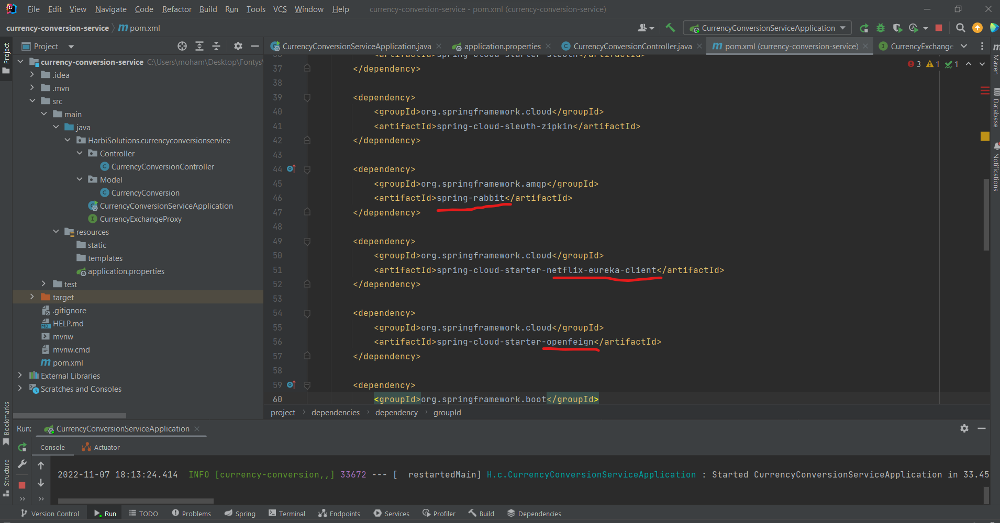 File Edit View Navigate Code Refactor Build Run Tools VCS Window Help currency-conversion-service - pom.xml (currency-conversion-service)
currency-conversion-service pom.xml CurrencyConversionServiceApplication
Project
CurrencyConversionServiceApplication.java application.properties CurrencyConversionController.java pom.xml (currency-conversion-service) CurrencyExchange
Project
currency-conversion-service C:\Users\moham\Desktop\Fontys\
.idea
.mvn
src
main
java
HarbiSolutions.currencyconversionservice
Controller
CurrencyConversionController
Model
CurrencyConversion
CurrencyConversionServiceApplication
CurrencyExchangeProxy
resources
static
templates
application.properties
test
target
.gitignore
HELP.md
mvnw
mvnw.cmd
pom.xml
External Libraries
Scratches and Consoles
36 <artifactId>spring-cloud-starter-sleuth</artifactId>
37 </dependency>
38
39 <dependency>
40 <groupId>org.springframework.cloud</groupId>
41 <artifactId>spring-cloud-sleuth-zipkin</artifactId>
42 </dependency>
43
44 <dependency>
45 <groupId>org.springframework.amqp</groupId>
46 <artifactId>spring-rabbit</artifactId>
47 </dependency>
48
49 <dependency>
50 <groupId>org.springframework.cloud</groupId>
51 <artifactId>spring-cloud-starter-netflix-eureka-client</artifactId>
52 </dependency>
53
54 <dependency>
55 <groupId>org.springframework.cloud</groupId>
56 <artifactId>spring-cloud-starter-openfeign</artifactId>
57 </dependency>
58
59 <dependency>
60 <groupId>org.springframework.boot</groupId>
3 1 1
Maven
Database
Notifications
project dependencies dependency groupId
Bookmarks
Structure
Run: CurrencyConversionServiceApplication
Console Actuator
2022-11-07 18:13:24.414 INFO [currency-conversion,,] 33672 --- [ restartedMain] H.c.CurrencyConversionServiceApplication : Started CurrencyConversionServiceApplication in 33.45
Version Control Run TODO Problems Spring Terminal Endpoints Services Profiler Build Dependencies